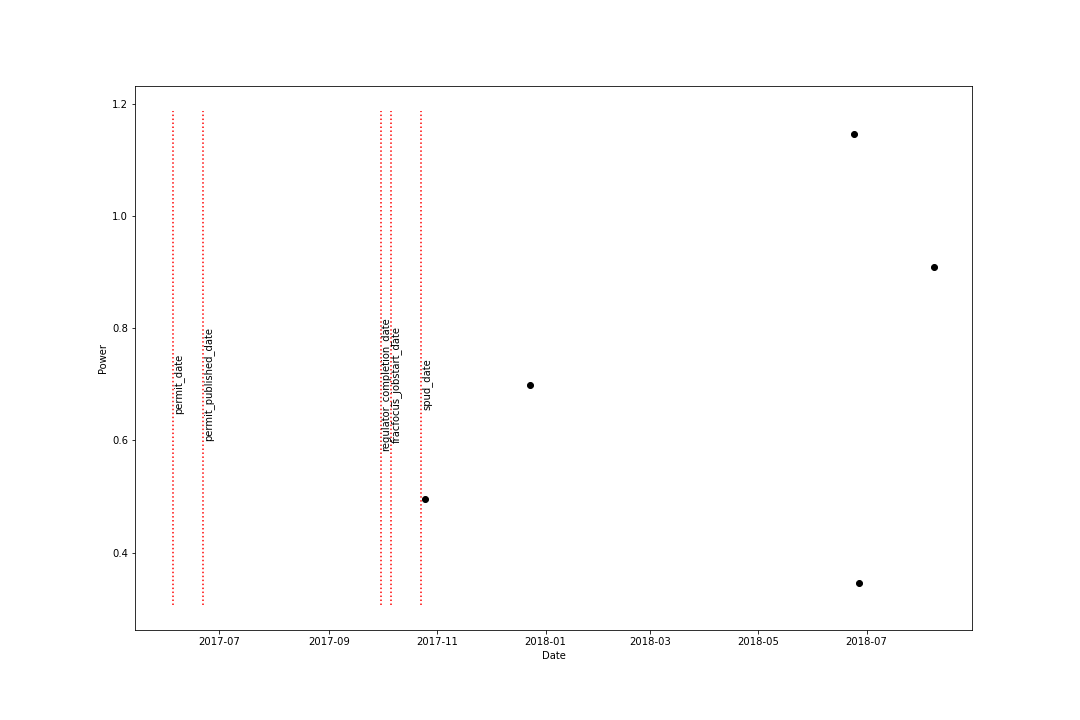 1.2
1.0
0.8
0.6
0.4
Power
permit_date
permit_published_date
regulator_completion_date
fracfocus_jobstart_date
spud_date
2017-07
2017-09
2017-11
2018-01
2018-03
2018-05
2018-07
Date